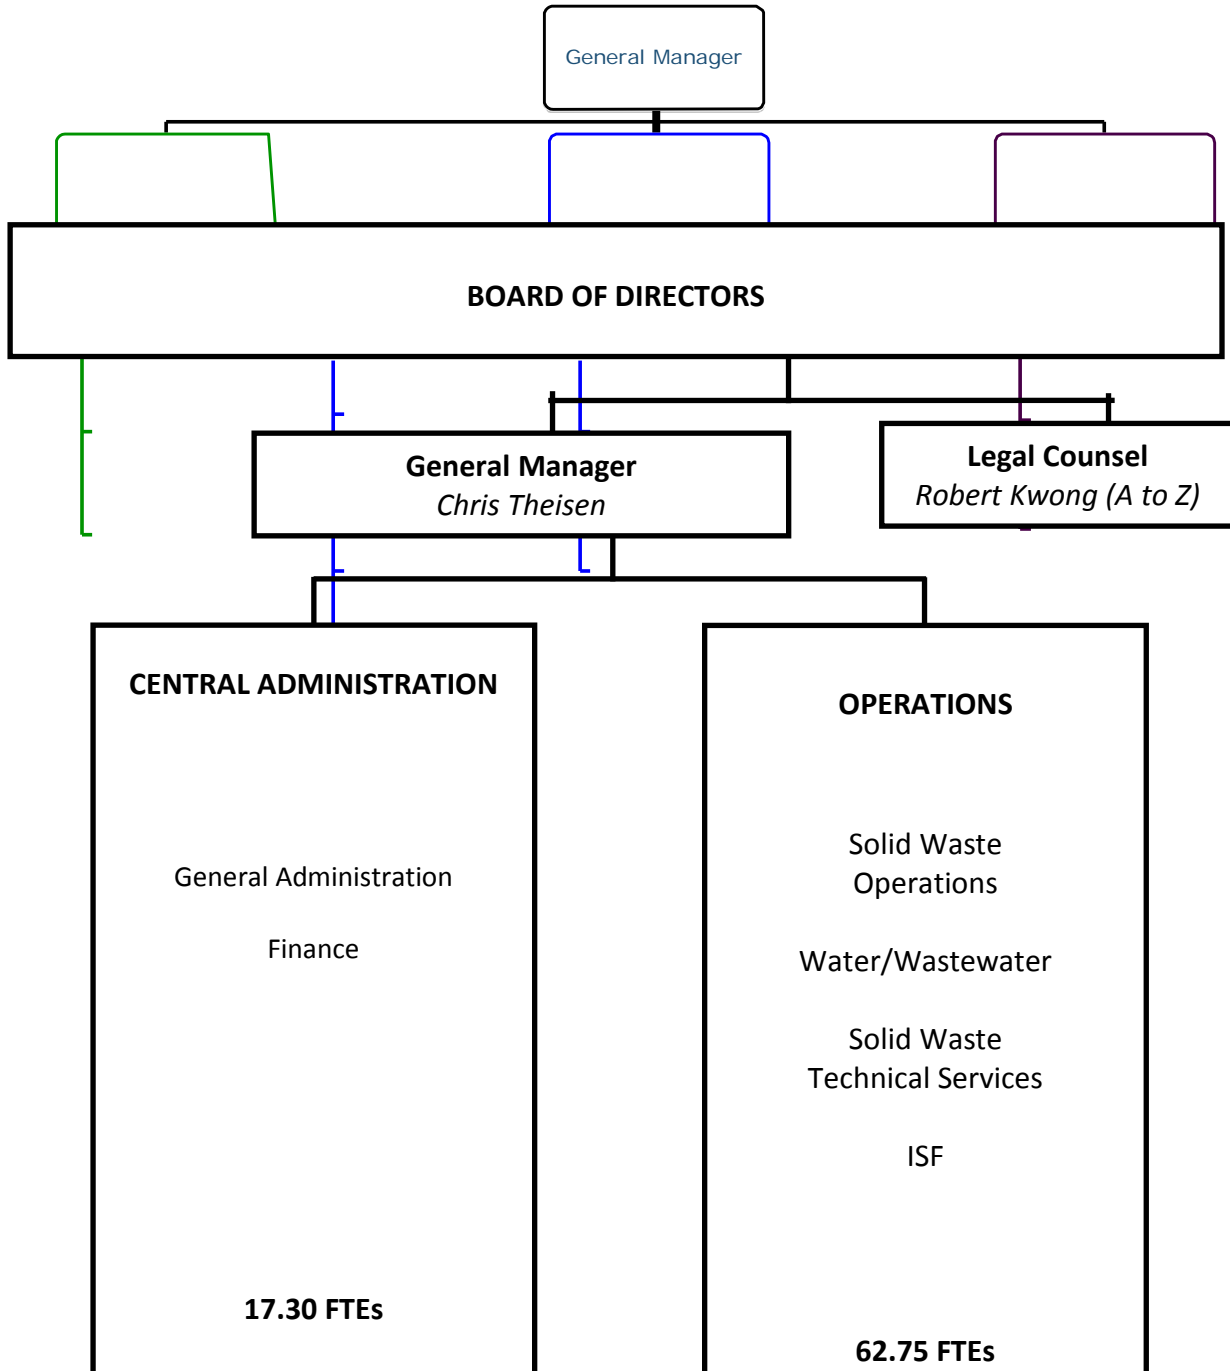 General Manager
BOARD OF DIRECTORS
General Manager
Chris Theisen
Legal Counsel
Robert Kwong (A to Z)
CENTRAL ADMINISTRATION
General Administration
Finance
17.30 FTEs
OPERATIONS
Solid Waste
Operations
Water/Wastewater
Solid Waste
Technical Services
ISF
62.75 FTEs